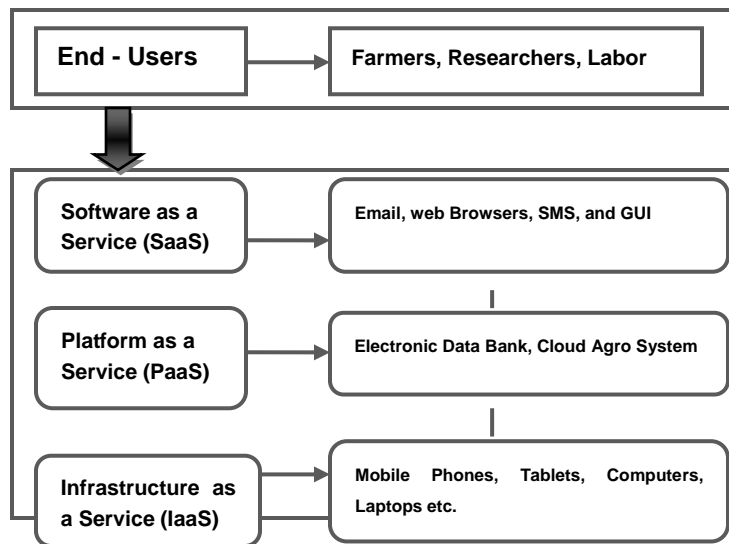 End - Users
Farmers, Researchers, Labor
Software as a
Service (SaaS)
Email, web Browsers, SMS, and GUI
Platform as a
Service (PaaS)
Electronic Data Bank, Cloud Agro System
Infrastructure as
a Service (IaaS)
Mobile Phones, Tablets, Computers,
Laptops etc.